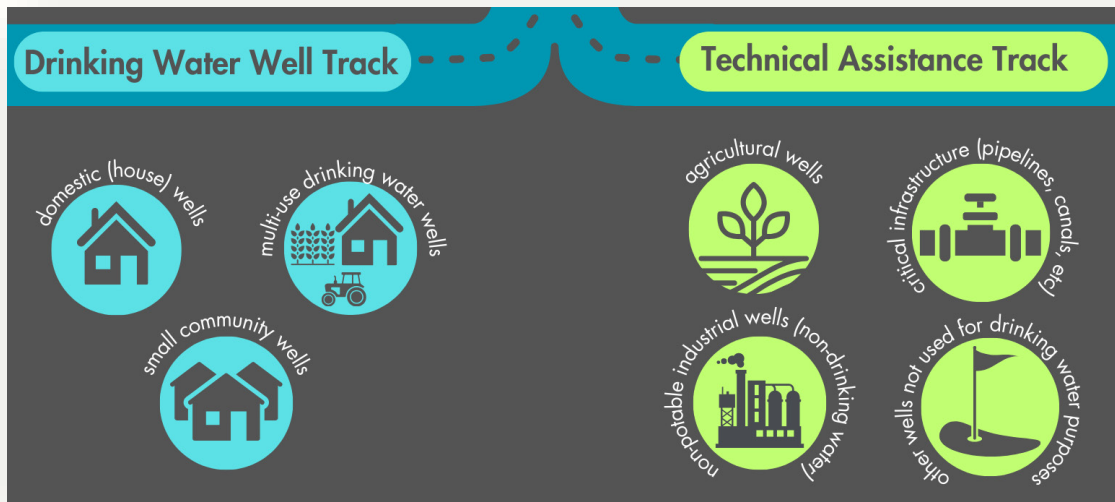 Drinking Water Well Track
Technical Assistance Track
domestic (house) wells
multi-use drinking water wells
small community wells
agricultural wells
critical infrastructure (pipelines, canals, etc)
non-potable industrial wells (non-drinking water)
other wells not used for drinking water purposes